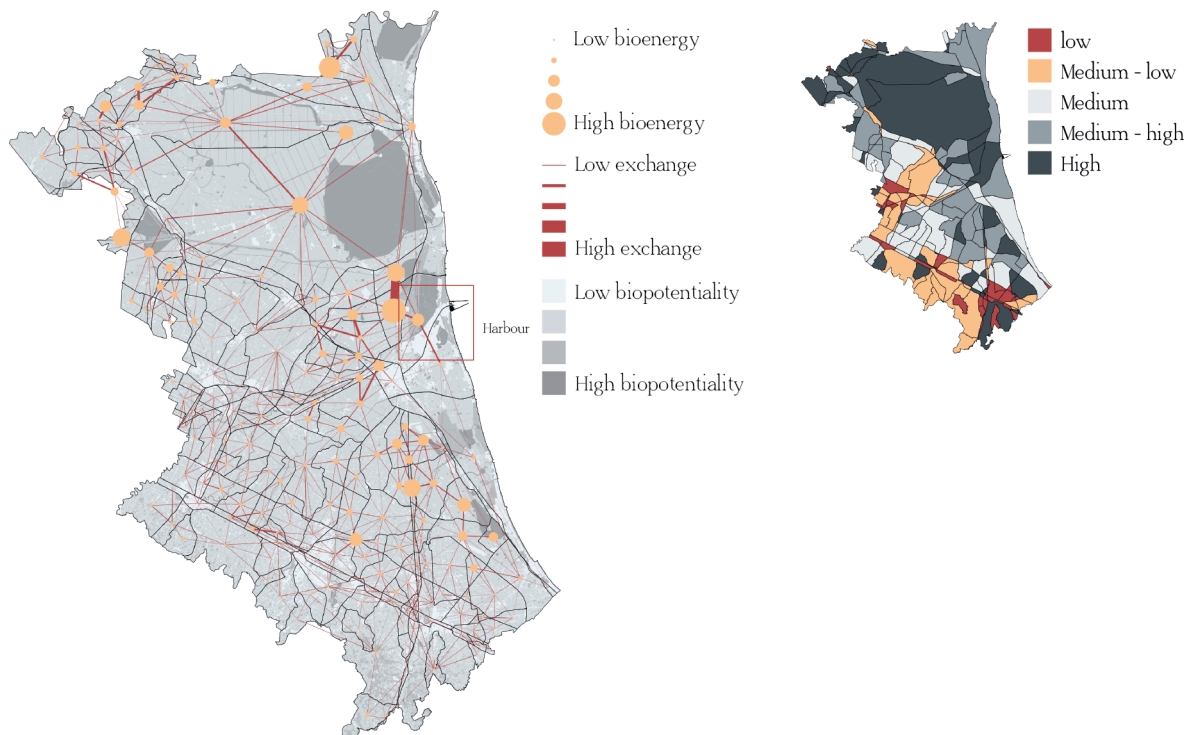 Low bioenergy
High bioenergy
Low exchange
High exchange
Low biopotentiality
High biopotentiality
Harbour
low
Medium - low
Medium
Medium - high
High